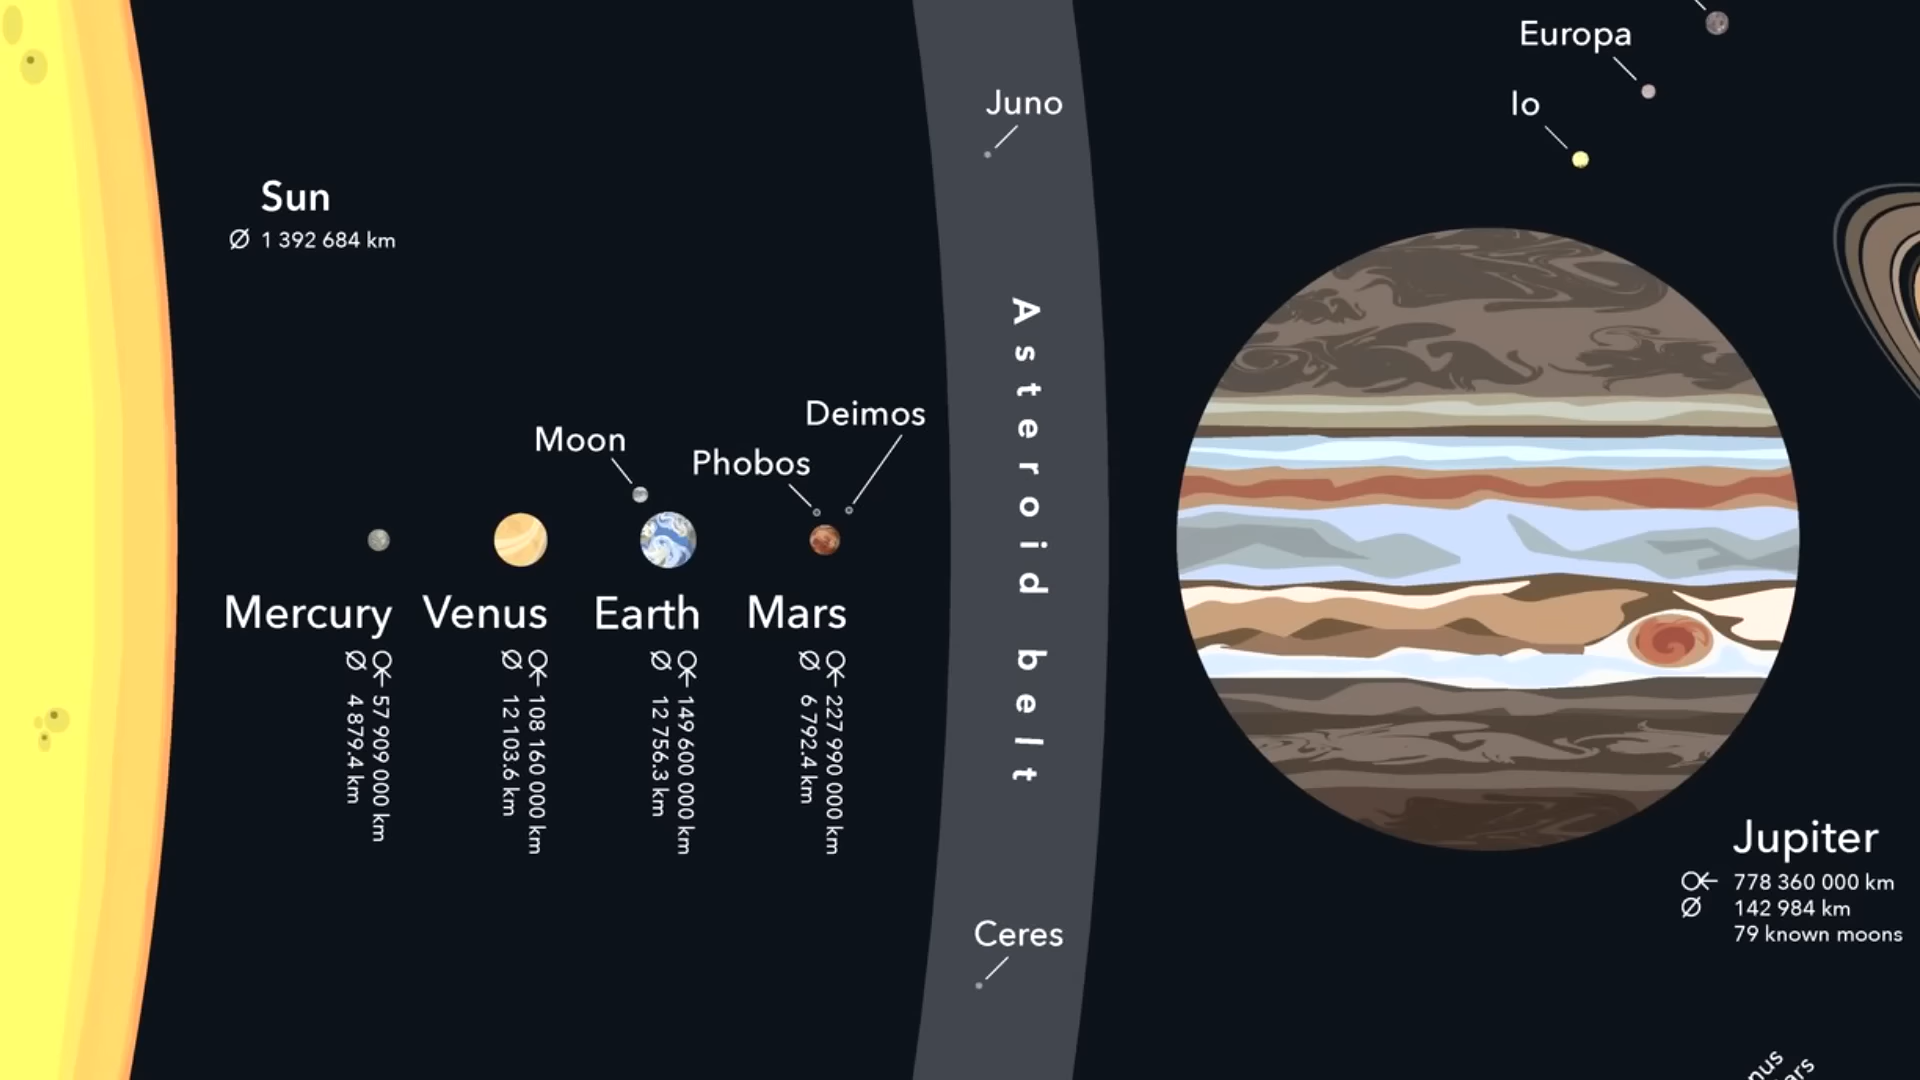 Europa
Io
Juno
Sun
Ø 1 392 684 km
Deimos
Moon
Phobos
Mercury
57 909 000 km
Ø 4 879.4 km
Venus
108 160 000 km
Ø 12 103.6 km
Earth
149 600 000 km
Ø 12 756.3 km
Mars
227 990 000 km
Ø 6 792.4 km
Asteroid belt
Ceres
Jupiter
778 360 000 km
Ø 142 984 km
79 known moons